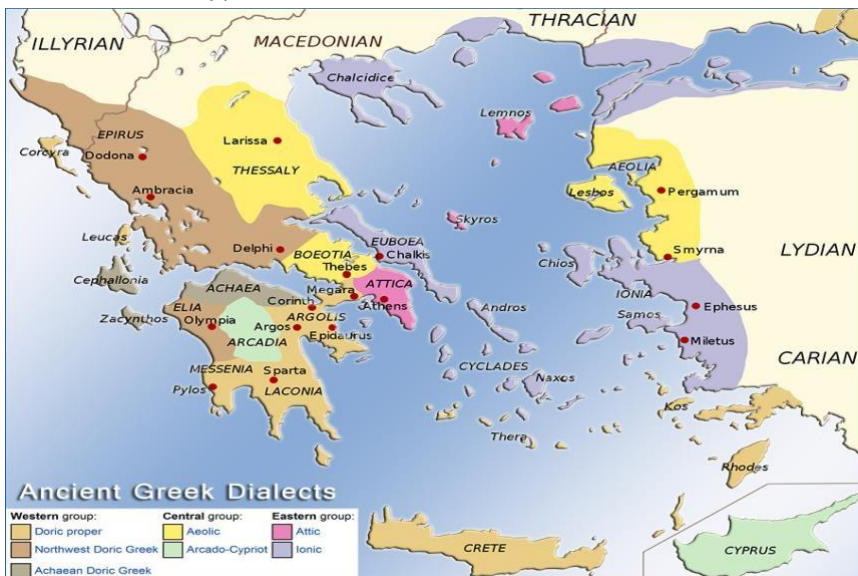 THRACIAN
ILLYRIAN
MACEDONIAN
Chalcidice
Lemnos
EPIRUS
Larissa
Corcyra
Dodona
THESSALY
AEOLIA
Ambracia
Lesbos
Pergamum
Skyros
Leucas
Delphi
EUBOEA
BOEOTIA
Chalkis
LYDIAN
Smyrna
Cephallonia
Thebes
Chios
ACHAEA
ATTICA
Megara
IONIA
Corinth
Athens
Andros
Ephesus
Zacynthos
ELIA
Olympia
ARGOLIS
Samos
Argos
Epidaurus
ARCADIA
Miletus
CARIAN
MESSENIA
Sparta
CYCLADES
Naxos
Pylos
LACONIA
Kos
Thera
Rhodes
Ancient Greek Dialects
Western group:
Doric proper
Northwest Doric Greek
Achaean Doric Greek
Central group:
Aeolic
Arcado-Cypriot
Eastern group:
Attic
Ionic
CRETE
CYPRUS